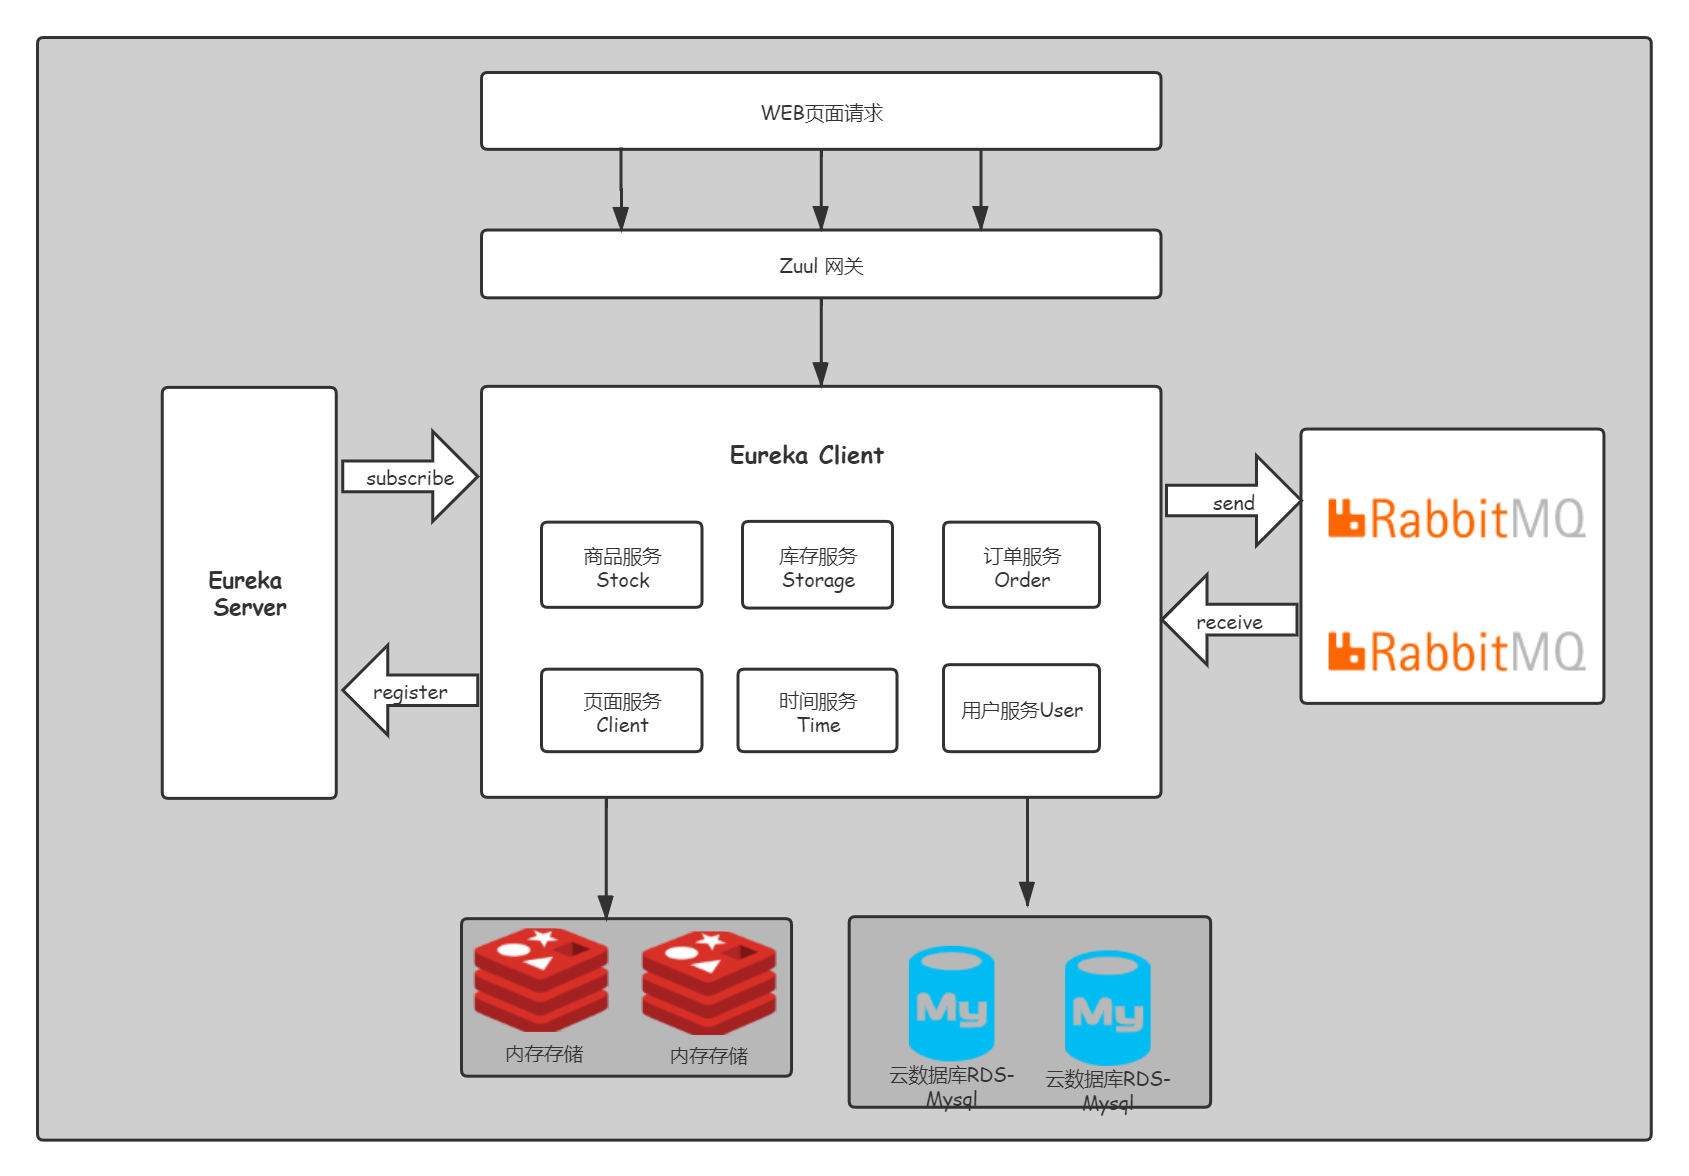 WEB页面请求
Zuul 网关
Eureka Client
subscribe
send
RabbitMQ
商品服务
Stock
库存服务
Storage
订单服务
Order
Eureka
Server
receive
RabbitMQ
register
页面服务
Client
时间服务
Time
用户服务User
My
My
内存存储
内存存储
云数据库RDS-
Mysql
云数据库RDS-
Mysql